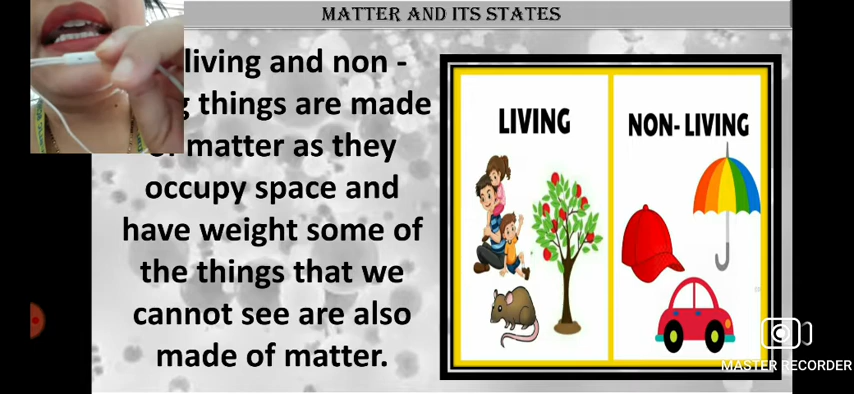 MATTER AND ITS STATES
living and non -
things are made
matter as they
occupy space and
have weight some of
the things that we
cannot see are also
made of matter.
LIVING
NON- LIVING
MASTER RECORDER